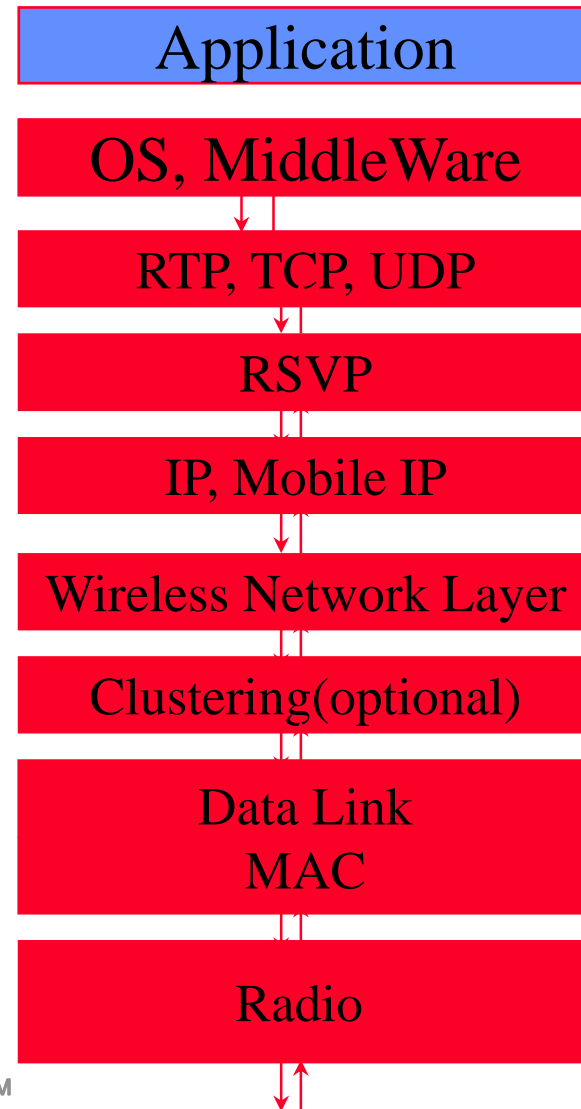 Application
OS, MiddleWare
RTP, TCP, UDP
RSVP
IP, Mobile IP
Wireless Network Layer
Clustering(optional)
Data Link
MAC
Radio
M